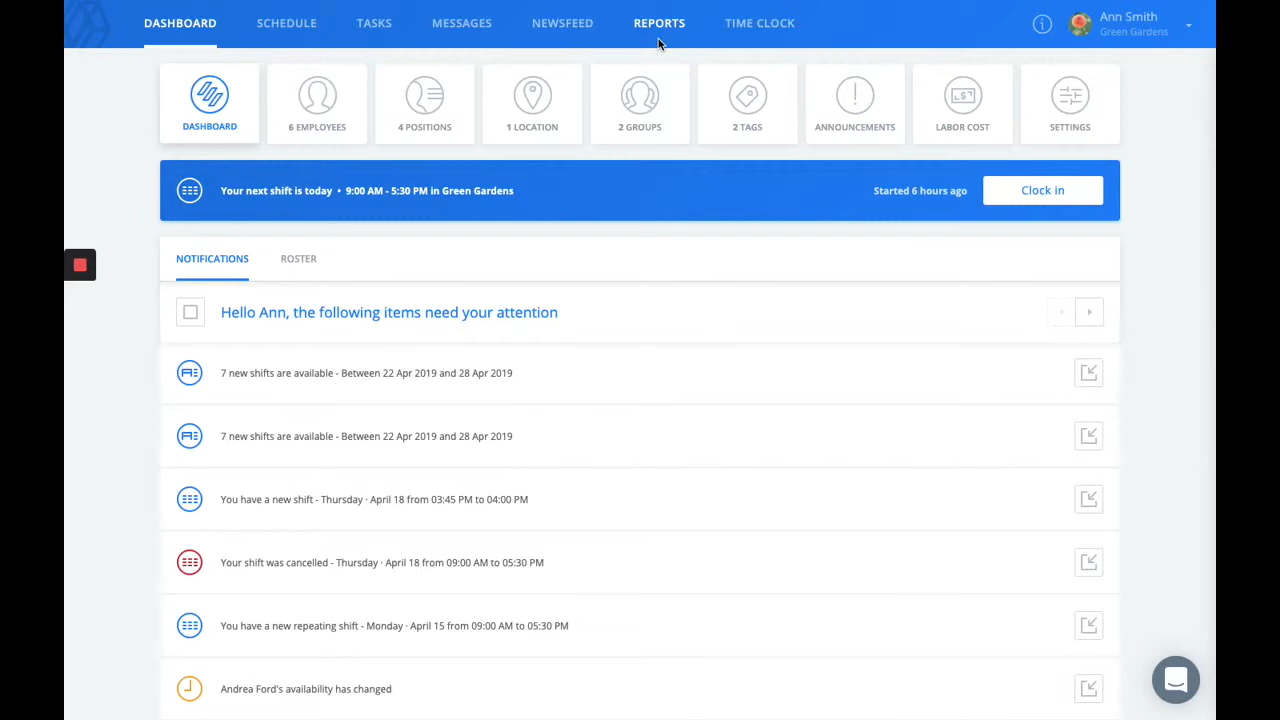 DASHBOARD SCHEDULE TASKS MESSAGES NEWSFEED REPORTS TIME CLOCK
Ann Smith
Green Gardens
DASHBOARD
6 EMPLOYEES
4 POSITIONS
1 LOCATION
2 GROUPS
2 TAGS
ANNOUNCEMENTS
LABOR COST
SETTINGS
Your next shift is today • 9:00 AM - 5:30 PM in Green Gardens
Started 6 hours ago
Clock in
NOTIFICATIONS ROSTER
Hello Ann, the following items need your attention
7 new shifts are available - Between 22 Apr 2019 and 28 Apr 2019
7 new shifts are available - Between 22 Apr 2019 and 28 Apr 2019
You have a new shift - Thursday · April 18 from 03:45 PM to 04:00 PM
Your shift was cancelled - Thursday · April 18 from 09:00 AM to 05:30 PM
You have a new repeating shift - Monday · April 15 from 09:00 AM to 05:30 PM
Andrea Ford's availability has changed